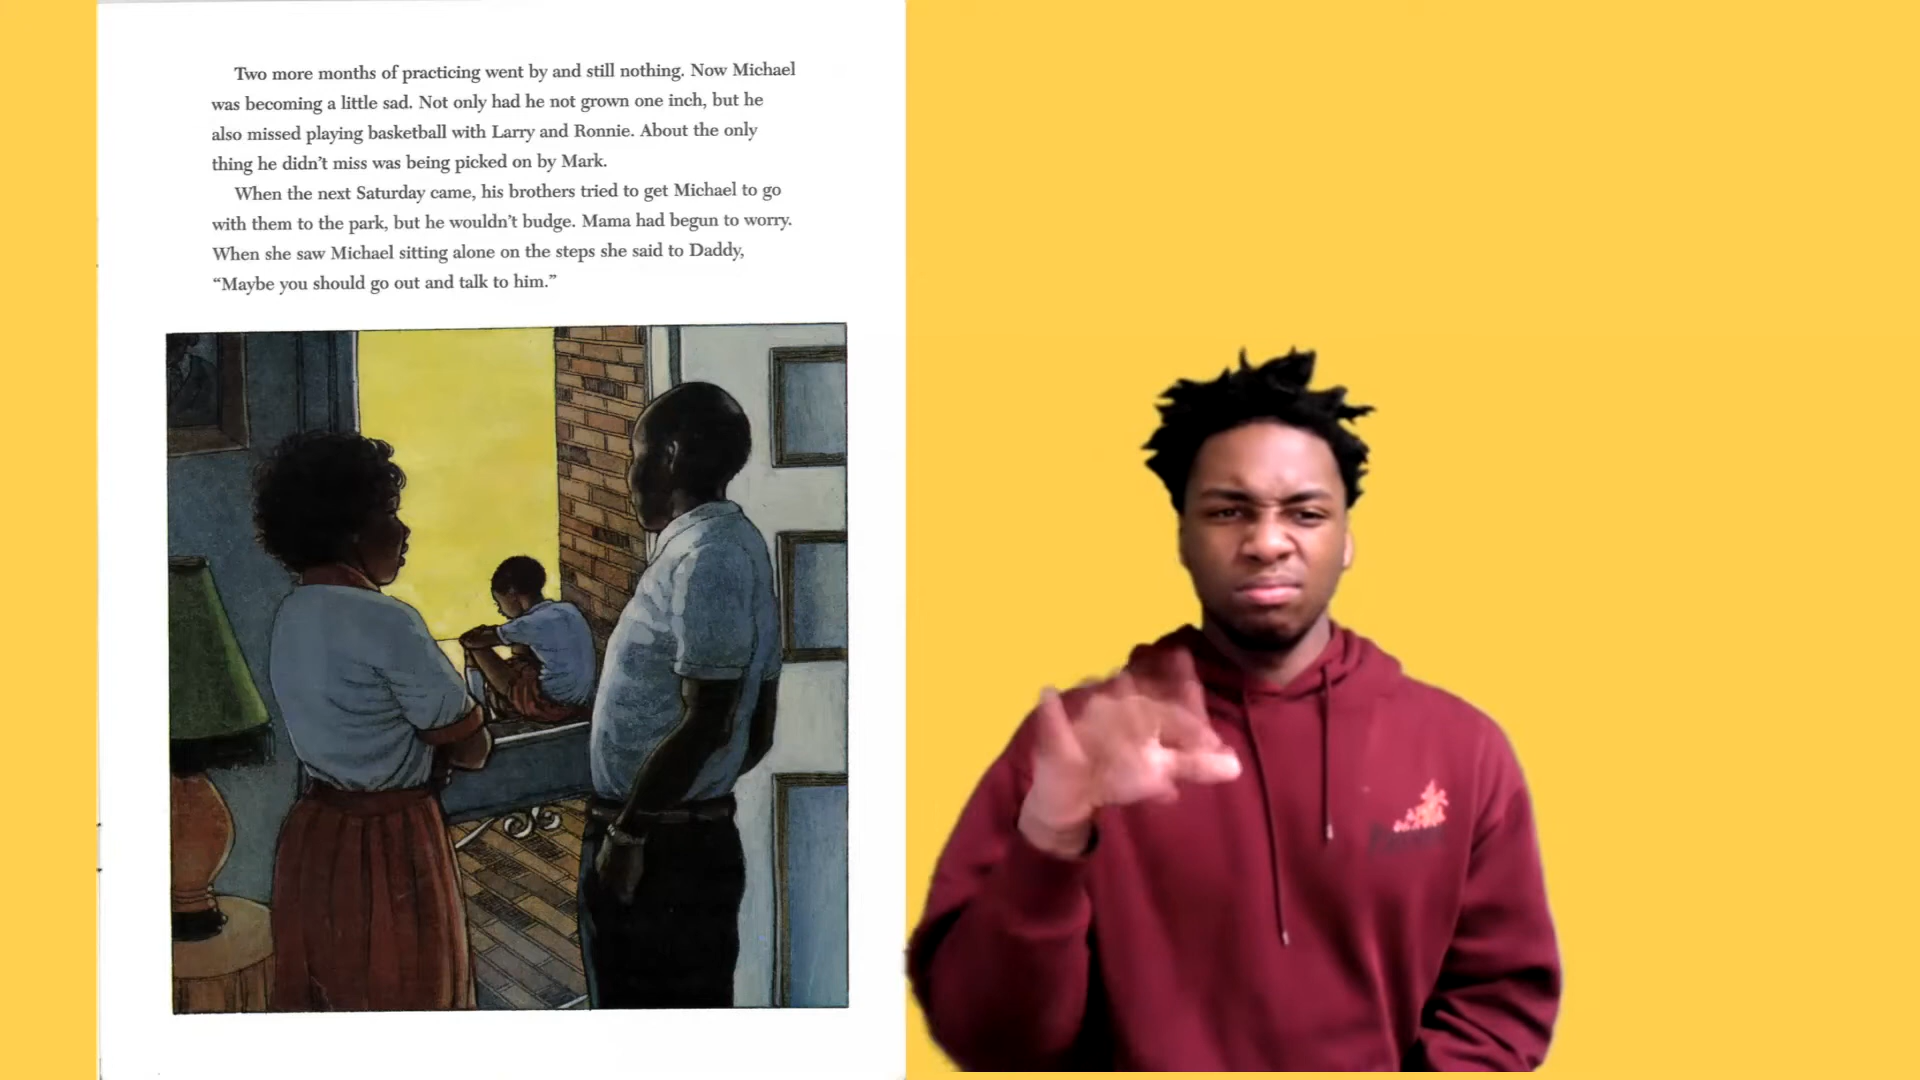 Two more months of practicing went by and still nothing. Now Michael
was becoming a little sad. Not only had he not grown one inch, but he
also missed playing basketball with Larry and Ronnie. About the only
thing he didn’t miss was being picked on by Mark.
When the next Saturday came, his brothers tried to get Michael to go
with them to the park, but he wouldn’t budge. Mama had begun to worry.
When she saw Michael sitting alone on the steps she said to Daddy,
“Maybe you should go out and talk to him.”